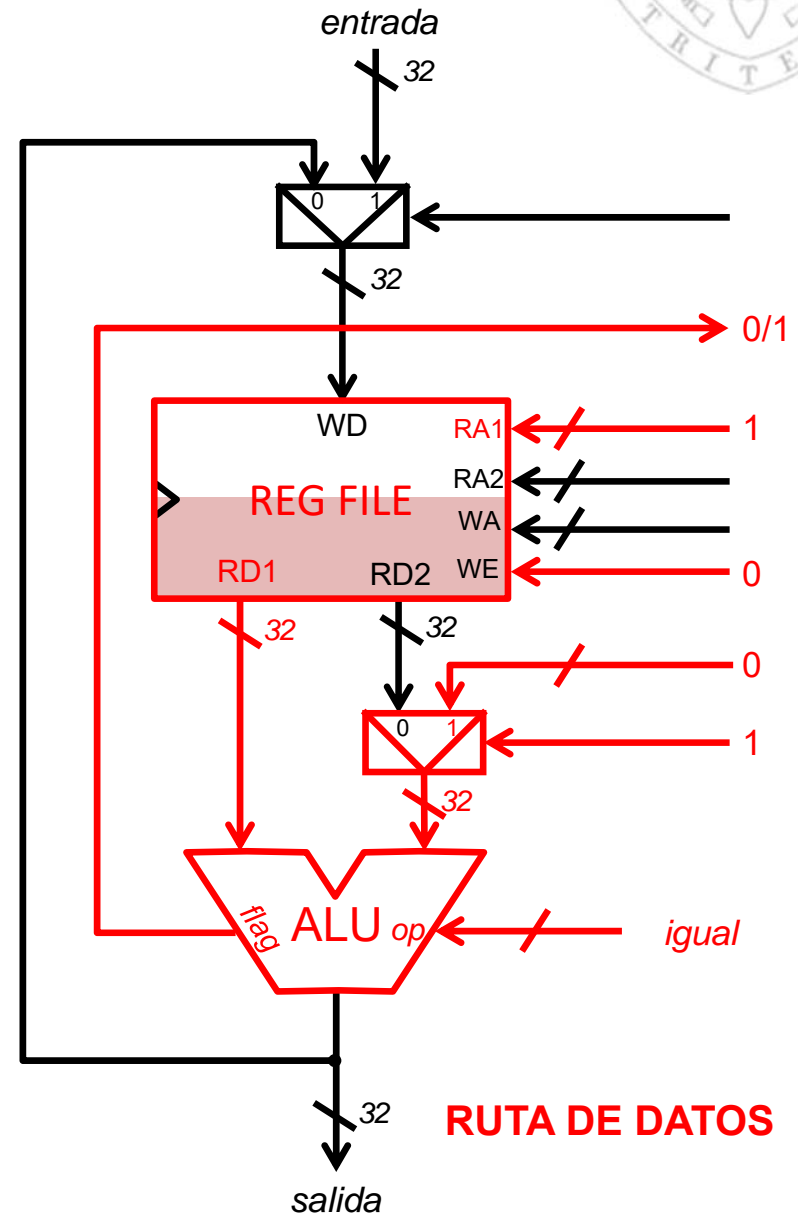 entrada
32
T R I T E
0 1
32
0/1
WD
RA1
1
RA2
REG FILE
WA
RD1
RD2
WE
0
32
32
0
0 1
1
32
flag
ALU
op
igual
32
RUTA DE DATOS
salida